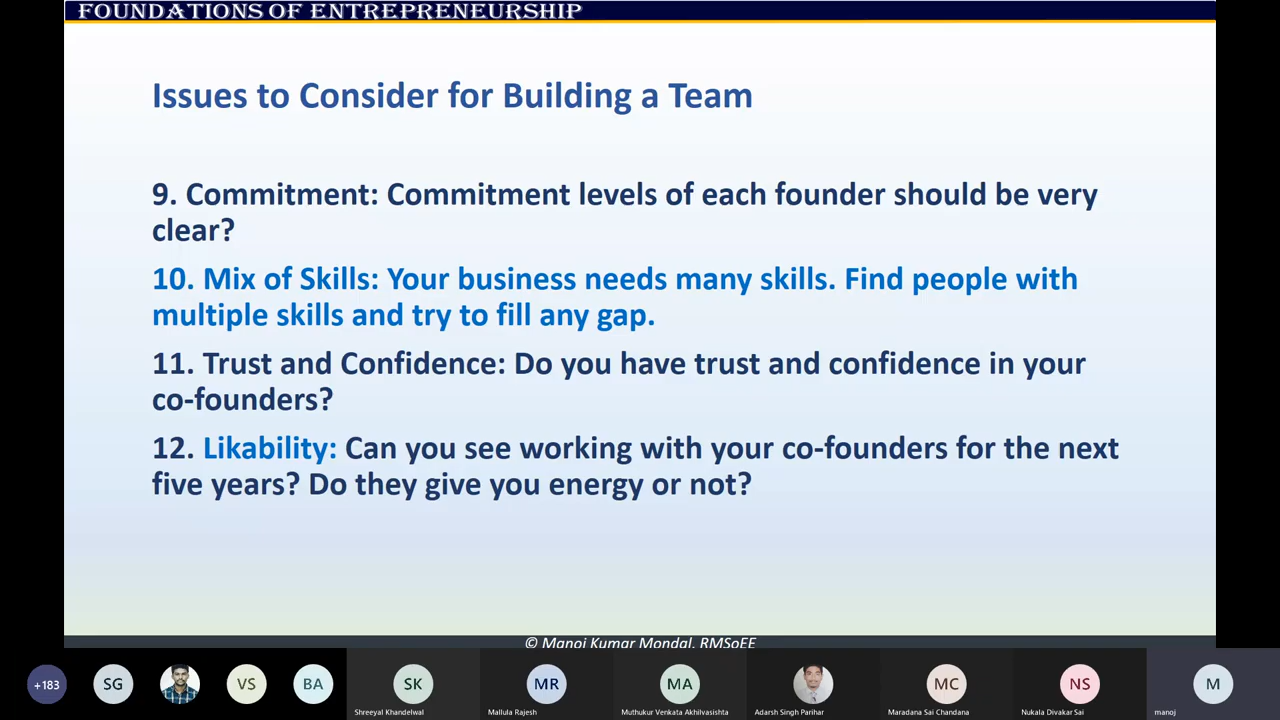 FOUNDATIONS OF ENTREPRENEURSHIP
Issues to Consider for Building a Team
9. Commitment: Commitment levels of each founder should be very
clear?
10. Mix of Skills: Your business needs many skills. Find people with
multiple skills and try to fill any gap.
11. Trust and Confidence: Do you have trust and confidence in your
co-founders?
12. Likability: Can you see working with your co-founders for the next
five years? Do they give you energy or not?
© Manoj Kumar Mondal, RMSoEE
+183 SG VS BA SK MR MA MC NS M
Shreeyal Khandelwal Mallula Rajesh Muthukur Venkata Akhilvasishta Adarsh Singh Parihar Maradana Sai Chandana Nukala Divakar Sai manoj